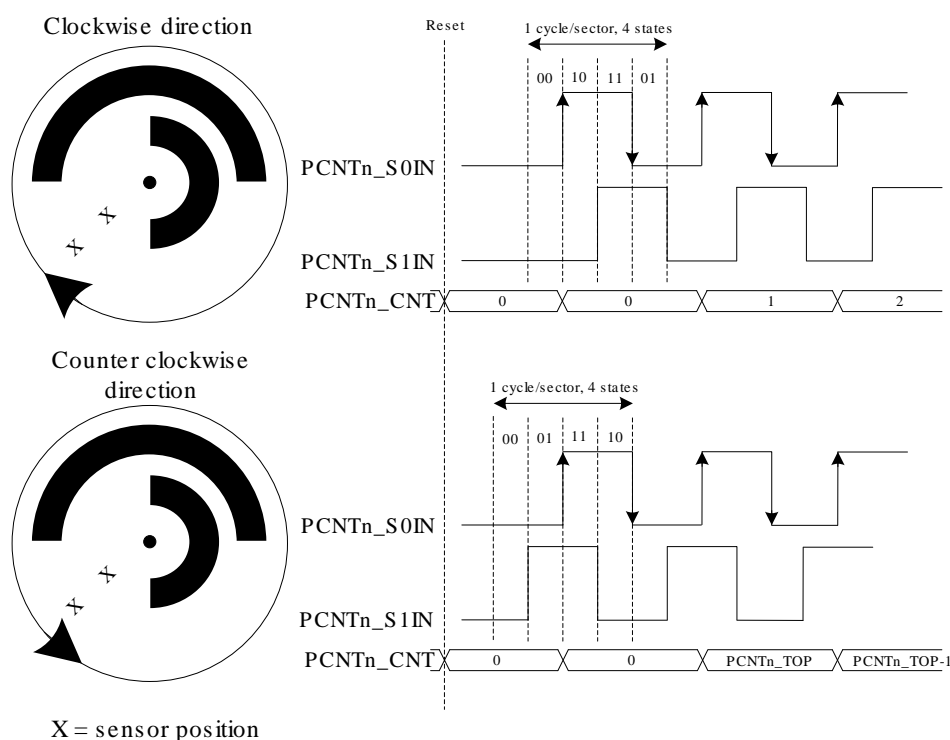 Clockwise direction
Reset
1 cycle/sector, 4 states
00 10 11 01
PCNTn_S0IN
X
X
PCNTn_S1IN
PCNTn_CNT 0 0 1 2
Counter clockwise
direction
1 cycle/sector, 4 states
00 01 11 10
PCNTn_S0IN
X
X
PCNTn_S1IN
PCNTn_CNT 0 0 PCNTn_TOP PCNTn_TOP-1
X = sensor position